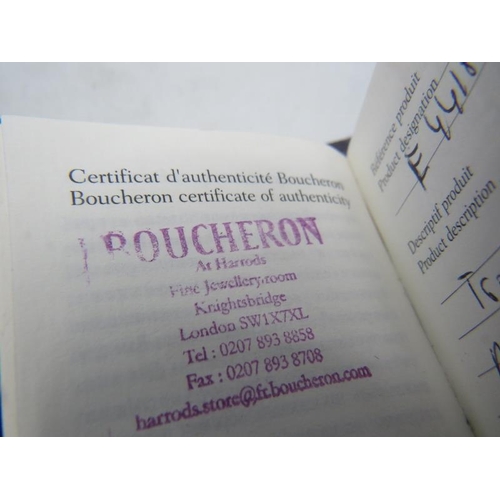 Certificat d'authenticité Boucheron
Boucheron certificate of authenticity
BOUCHERON
At Harrods
Fine Jewellery.room
Knightsbridge
London SW1X7XL
Tel : 0207 893 8858
Fax : 0207 893 8708
harrods.store@fr.boucheron.com
Référence produit
Product designation
Descriptif produit
Product description